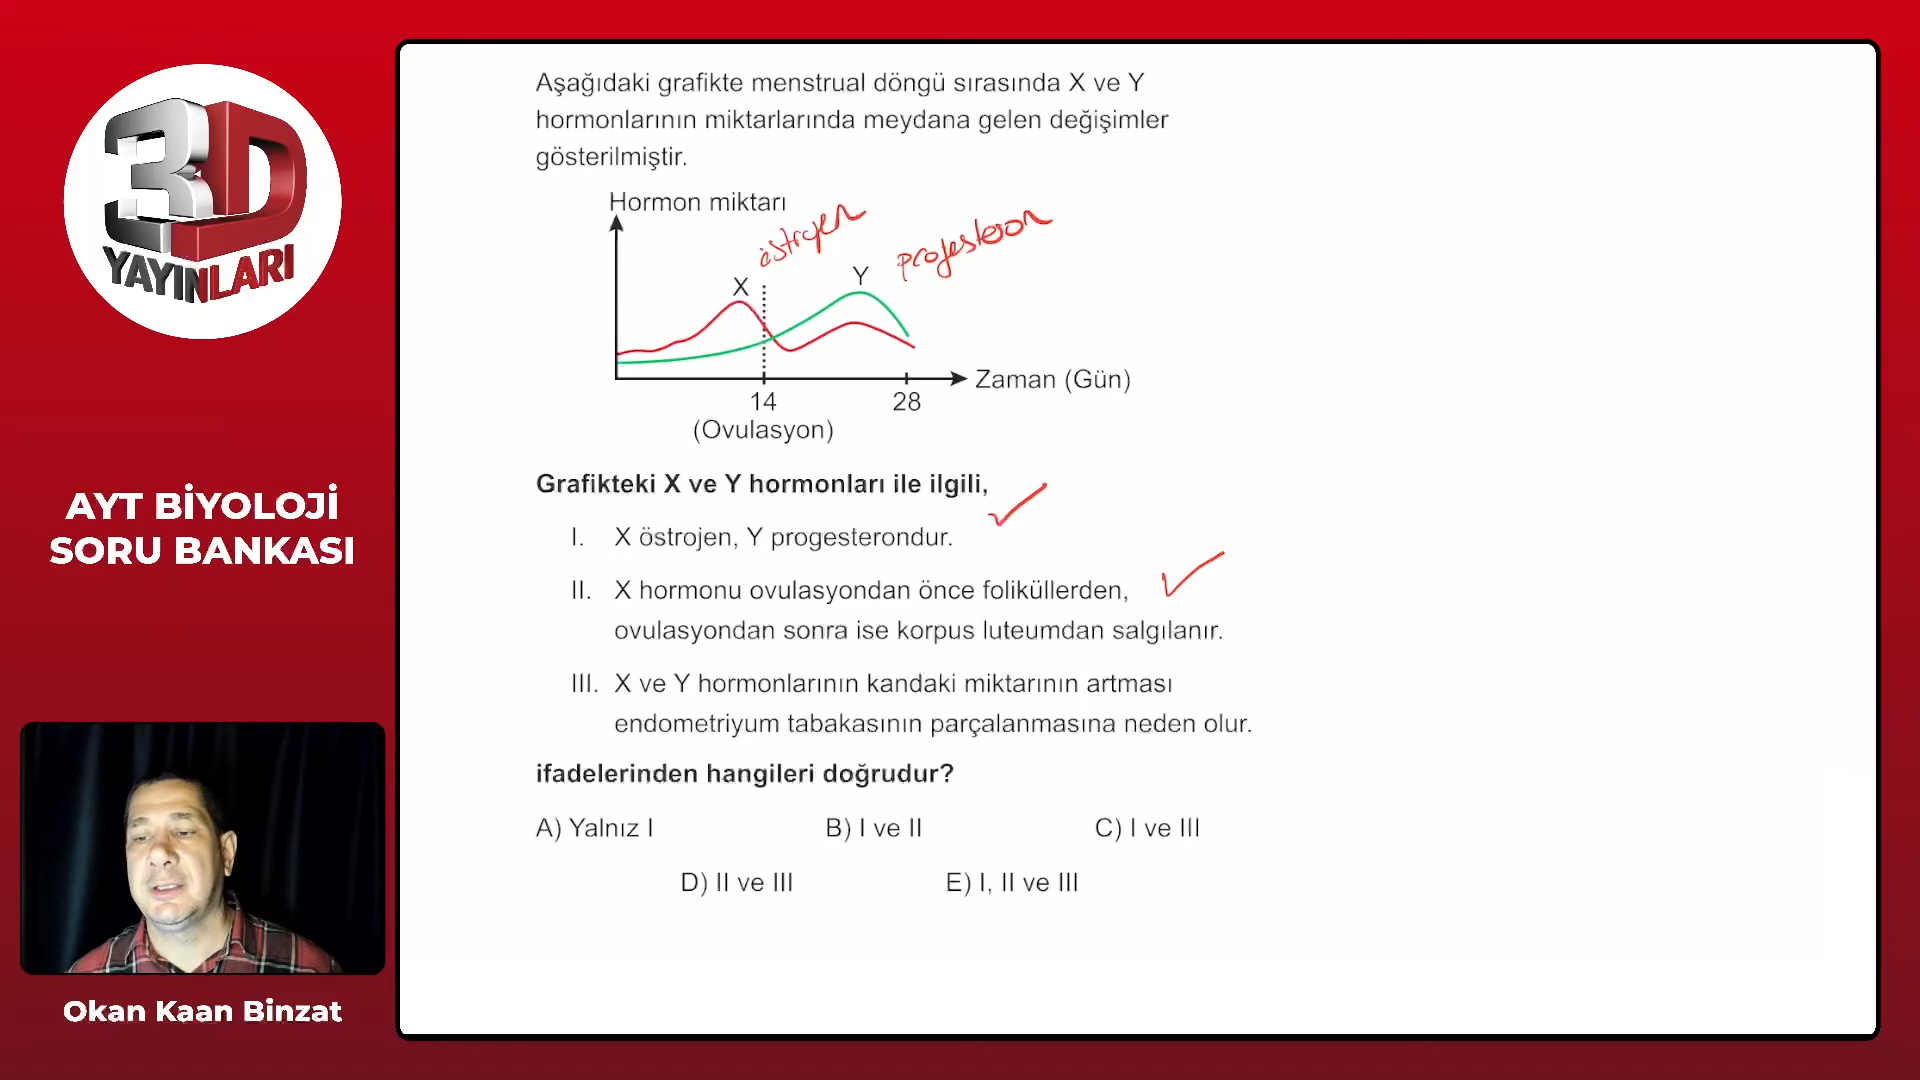 3D
YAYINLARI
AYT BİYOLOJİ
SORU BANKASI
Okan Kaan Binzat
Aşağıdaki grafikte menstrual döngü sırasında X ve Y
hormonlarının miktarlarında meydana gelen değişimler
gösterilmiştir.
Hormon miktarı
östrojen
progesteron
X
Y
Zaman (Gün)
14
28
(Ovulasyon)
Grafikteki X ve Y hormonları ile ilgili,
I. X östrojen, Y progesterondur.
II. X hormonu ovulasyondan önce foliküllerden,
ovulasyondan sonra ise korpus luteumdan salgılanır.
III. X ve Y hormonlarının kandaki miktarının artması
endometriyum tabakasının parçalanmasına neden olur.
ifadelerinden hangileri doğrudur?
A) Yalnız I
B) I ve II
C) I ve III
D) II ve III
E) I, II ve III